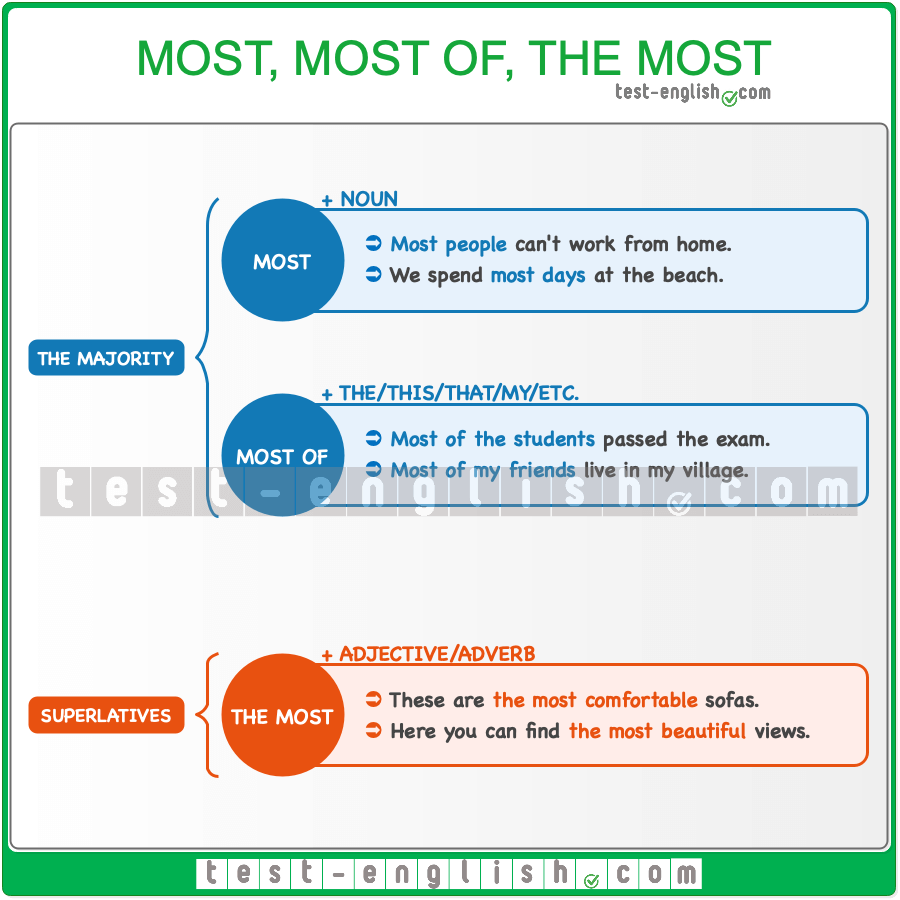 MOST, MOST OF, THE MOST
test-english.com
+ NOUN
MOST
Most people can't work from home.
We spend most days at the beach.
THE MAJORITY
+ THE/THIS/THAT/MY/ETC.
MOST OF
Most of the students passed the exam.
Most of my friends live in my village.
test-english.com
+ ADJECTIVE/ADVERB
SUPERLATIVES
THE MOST
These are the most comfortable sofas.
Here you can find the most beautiful views.
test-english.com